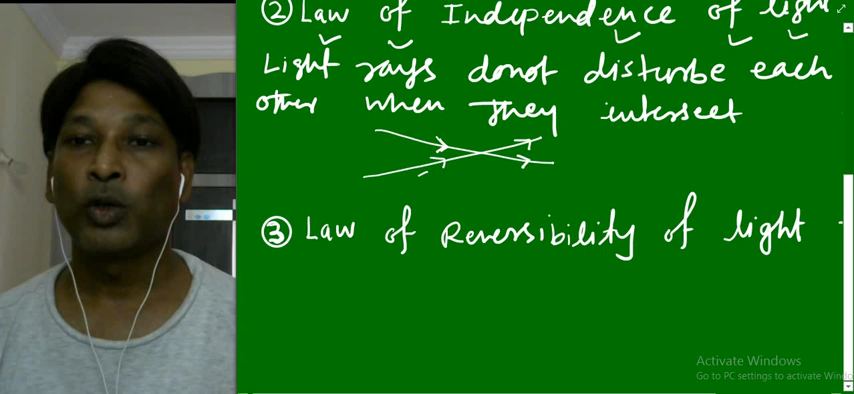 ② Law of Independence of light
Light rays donot disturbe each
other when they intersect
③ Law of Reversibility of light
Activate Windows
Go to PC settings to activate Windo